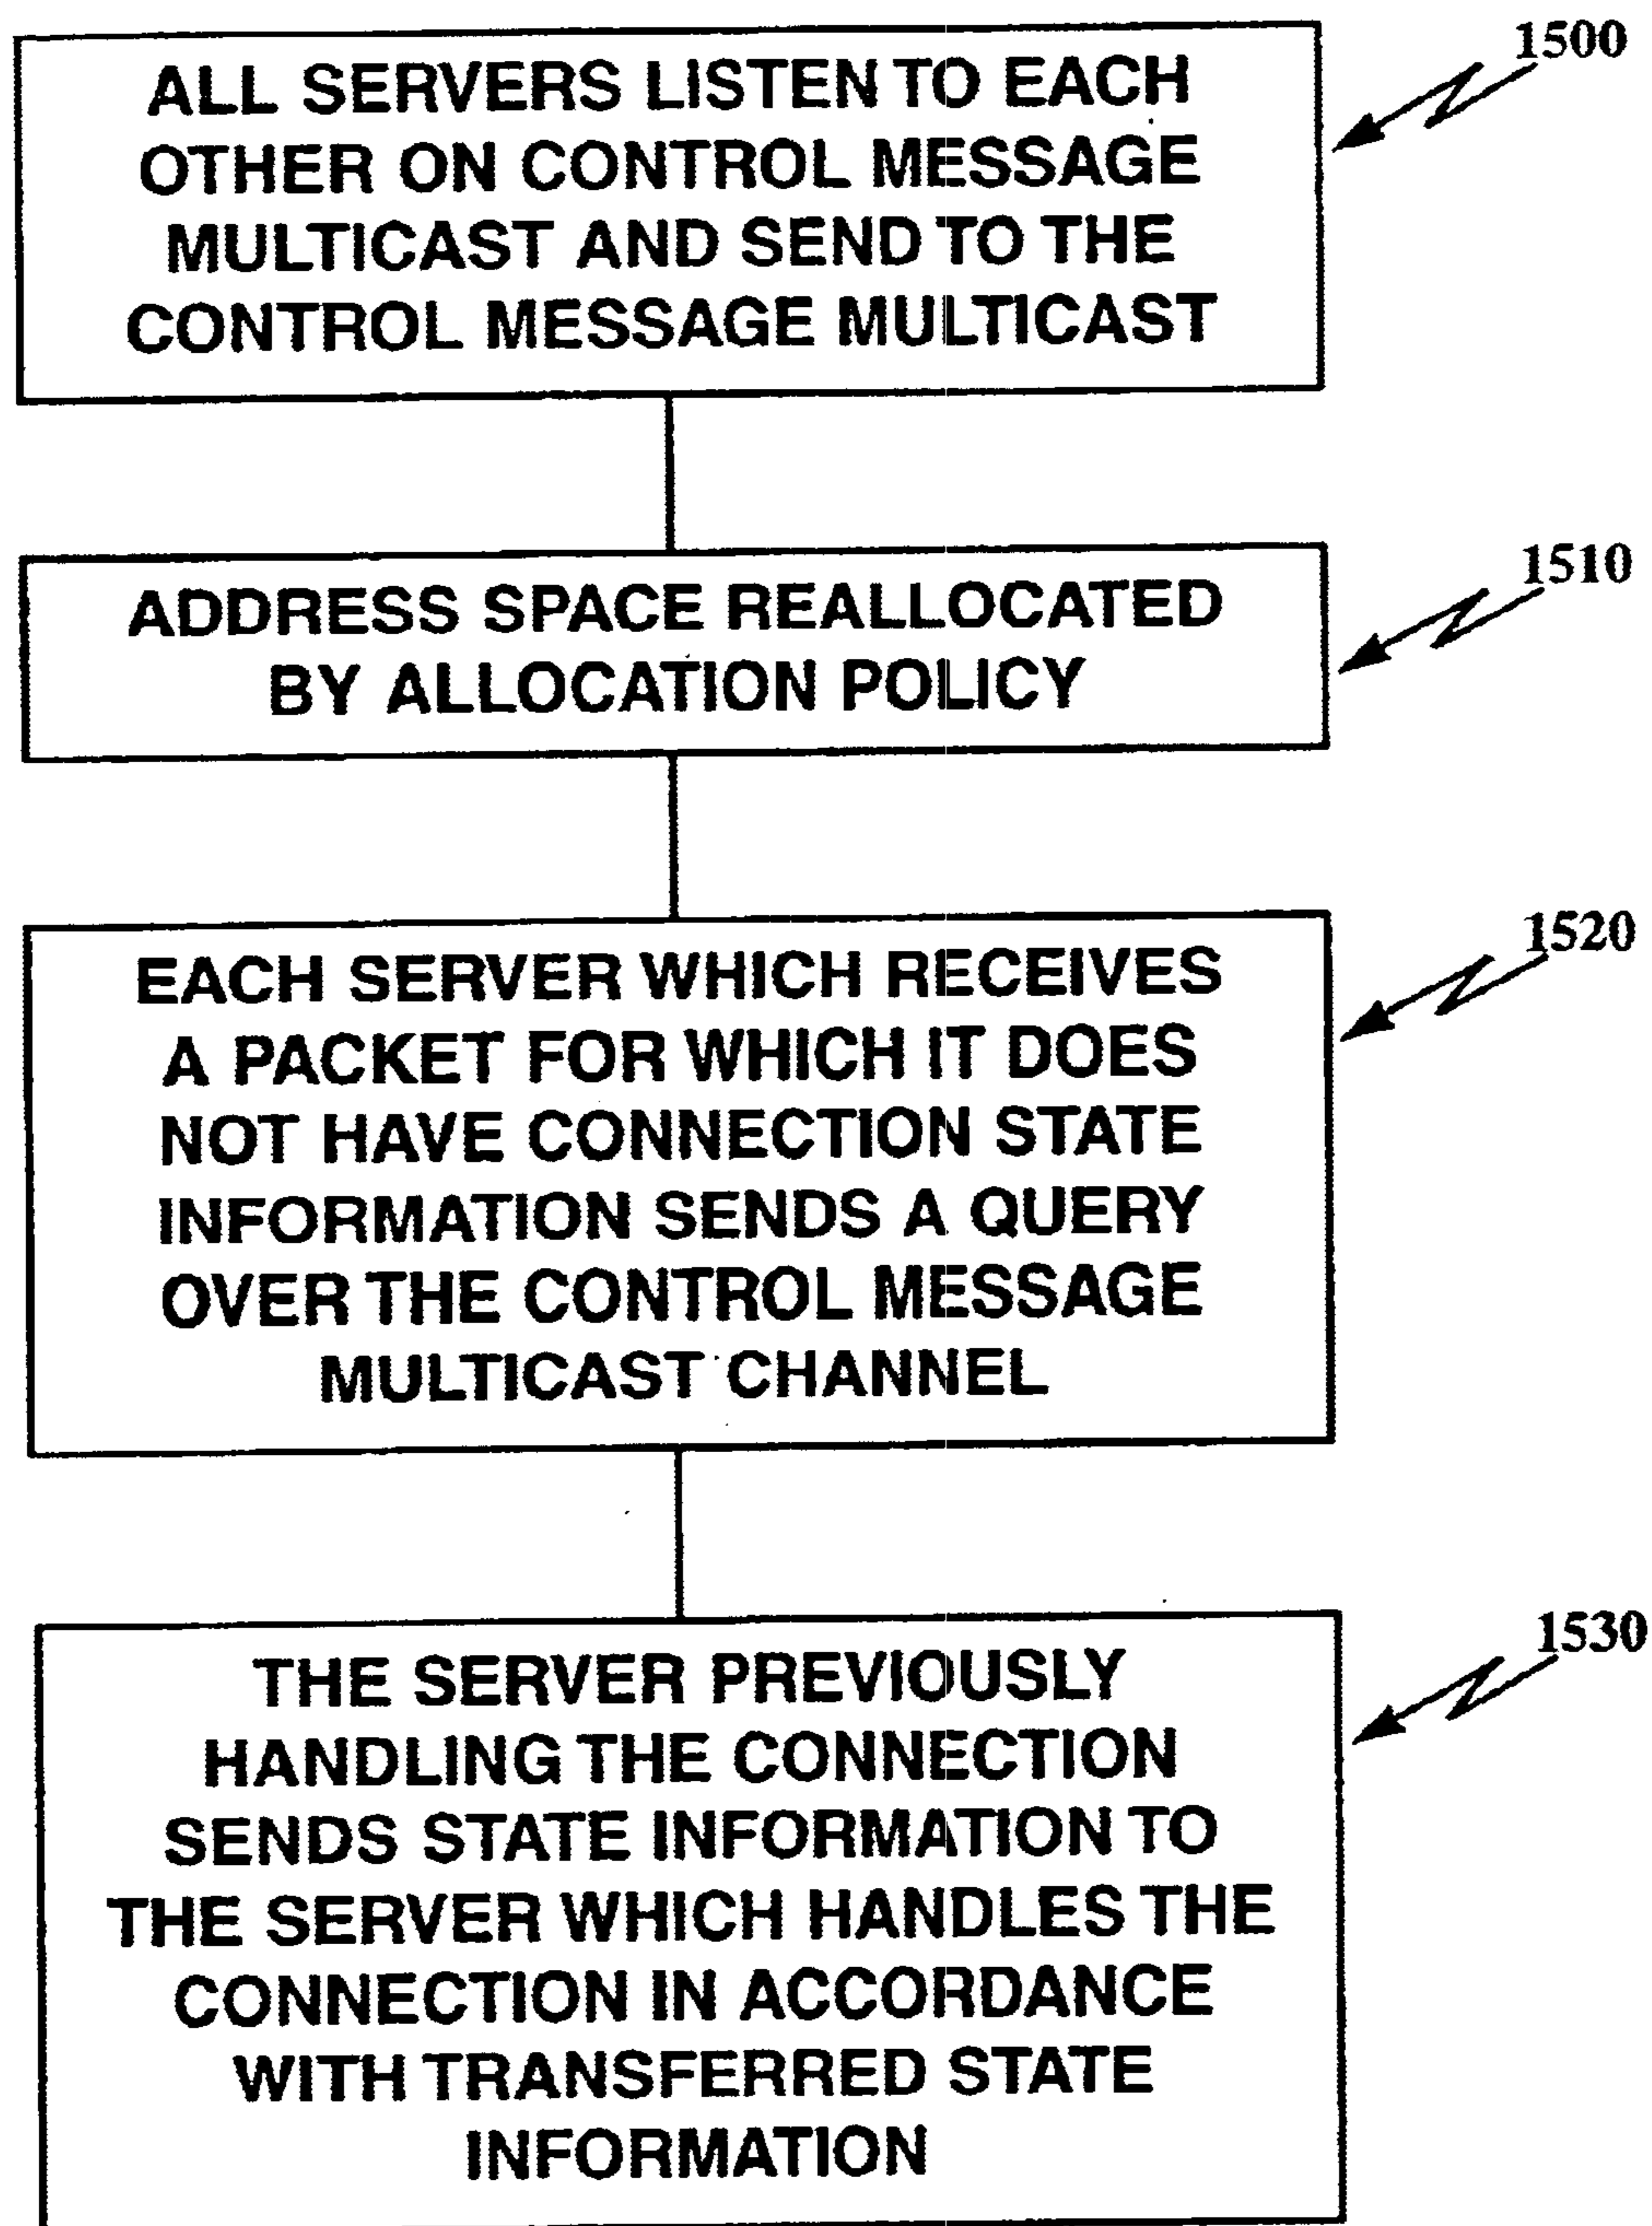 1500
ALL SERVERS LISTEN TO EACH
OTHER ON CONTROL MESSAGE
MULTICAST AND SEND TO THE
CONTROL MESSAGE MULTICAST
1510
ADDRESS SPACE REALLOCATED
BY ALLOCATION POLICY
1520
EACH SERVER WHICH RECEIVES
A PACKET FOR WHICH IT DOES
NOT HAVE CONNECTION STATE
INFORMATION SENDS A QUERY
OVER THE CONTROL MESSAGE
MULTICAST CHANNEL
1530
THE SERVER PREVIOUSLY
HANDLING THE CONNECTION
SENDS STATE INFORMATION TO
THE SERVER WHICH HANDLES THE
CONNECTION IN ACCORDANCE
WITH TRANSFERRED STATE
INFORMATION